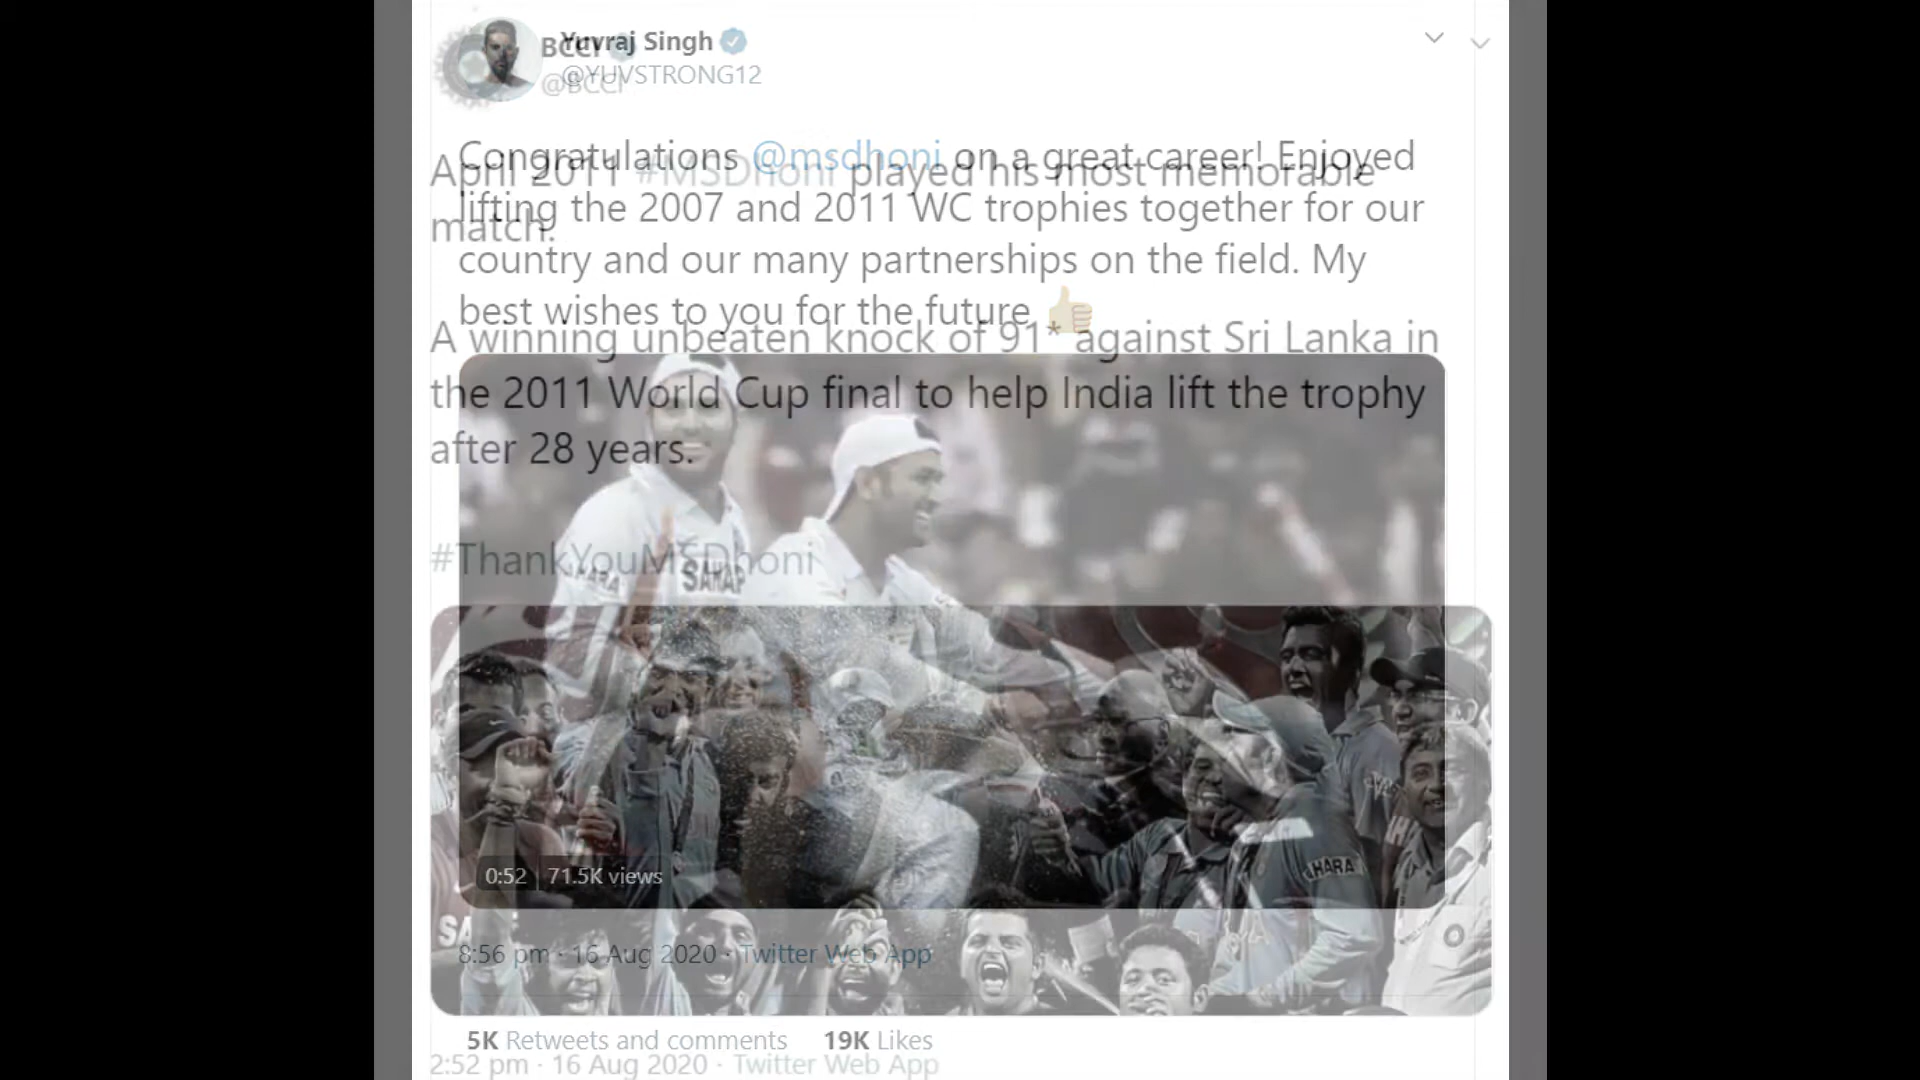 Yuvraj Singh
@YUVSTRONG12
Congratulations @msdhoni on a great career! Enjoyed
lifting the 2007 and 2011 WC trophies together for our
country and our many partnerships on the field. My
best wishes to you for the future 👍
SAHARA
0:52 71.5K views
8:56 pm · 16 Aug 2020 · Twitter Web App
5K Retweets and comments 19K Likes
BCCI
@BCCI
April 2011 #MSDhoni played his most memorable
match.
A winning unbeaten knock of 91* against Sri Lanka in
the 2011 World Cup final to help India lift the trophy
after 28 years.
#ThankYouMSDhoni
2:52 pm · 16 Aug 2020 · Twitter Web App